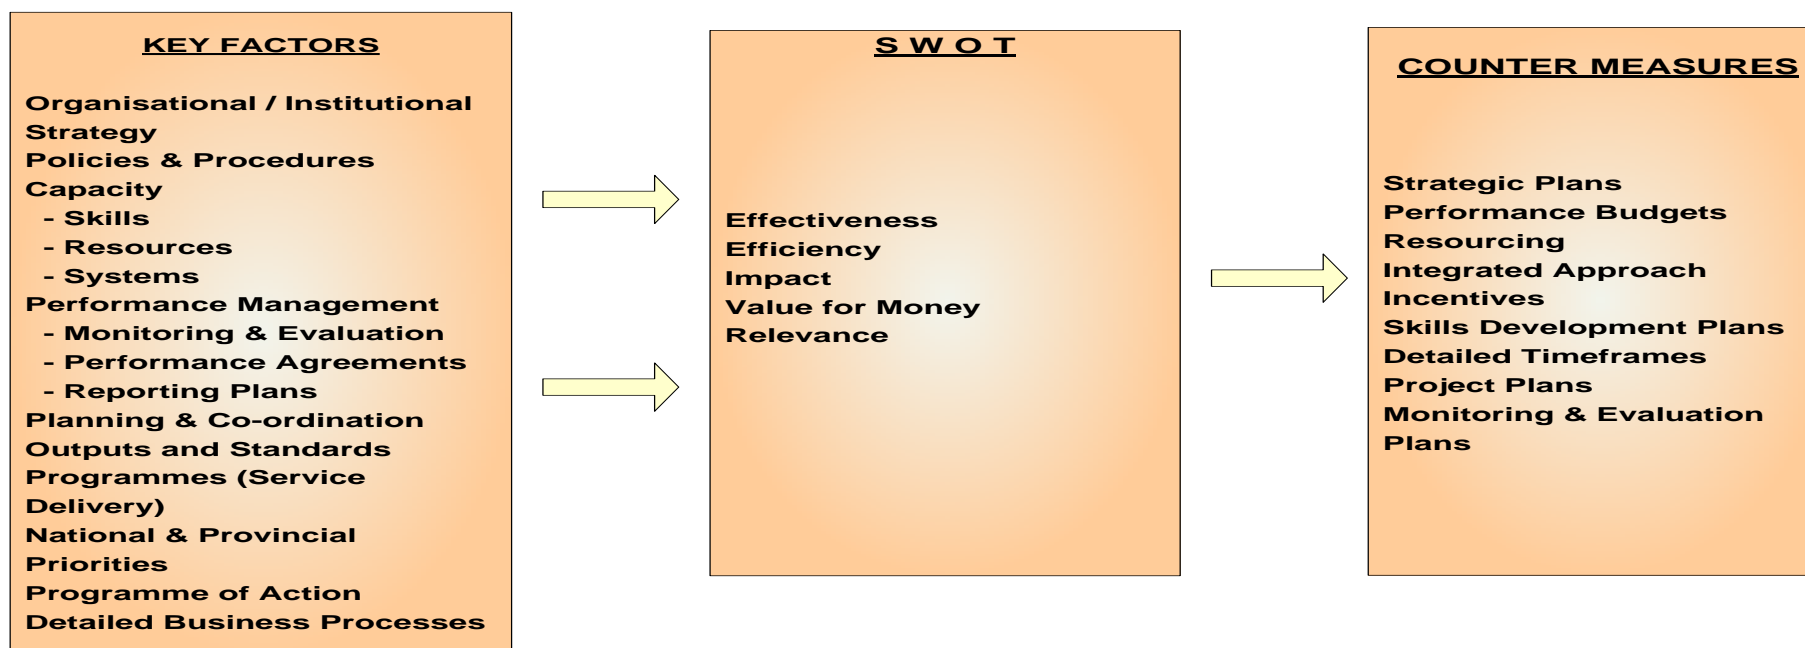 KEY FACTORS
Organisational / Institutional
Strategy
Policies & Procedures
Capacity
- Skills
- Resources
- Systems
Performance Management
- Monitoring & Evaluation
- Performance Agreements
- Reporting Plans
Planning & Co-ordination
Outputs and Standards
Programmes (Service
Delivery)
National & Provincial
Priorities
Programme of Action
Detailed Business Processes
S W O T
Effectiveness
Efficiency
Impact
Value for Money
Relevance
COUNTER MEASURES
Strategic Plans
Performance Budgets
Resourcing
Integrated Approach
Incentives
Skills Development Plans
Detailed Timeframes
Project Plans
Monitoring & Evaluation
Plans